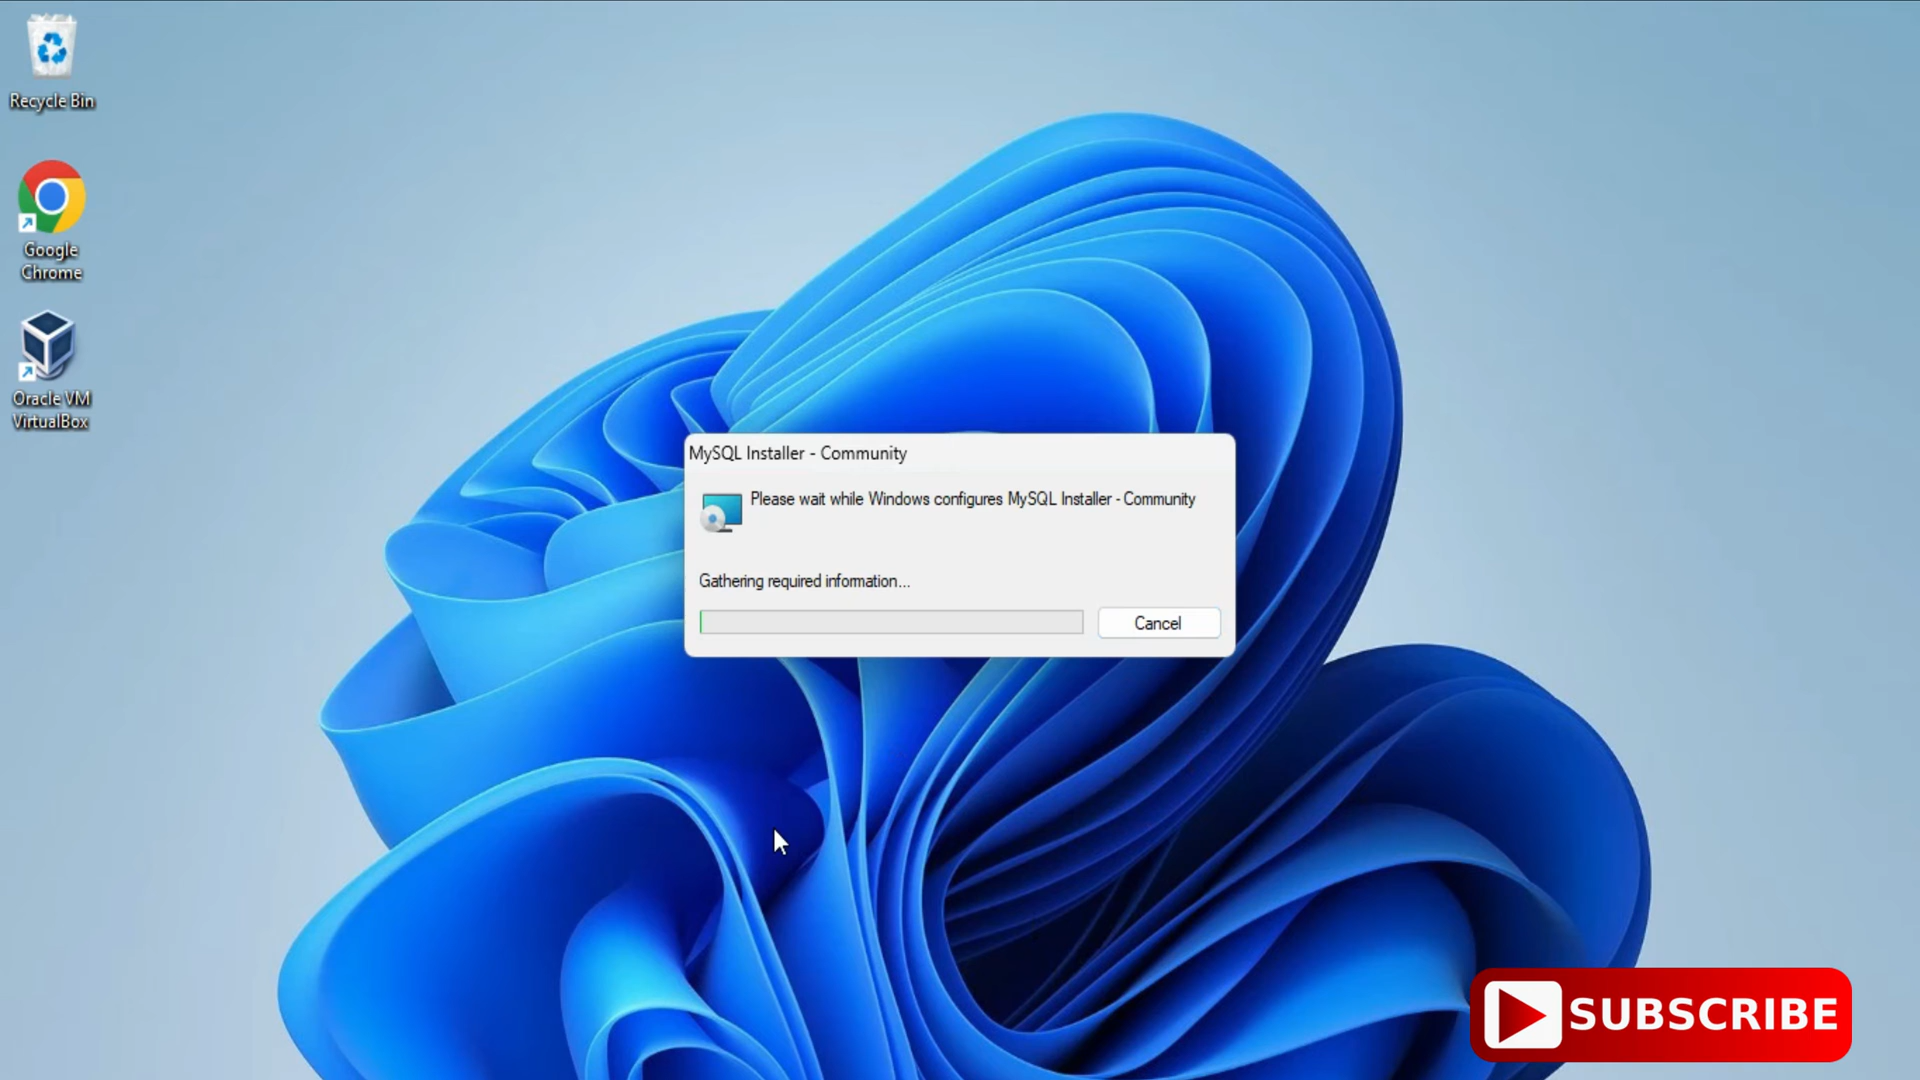 Recycle Bin
Google
Chrome
Oracle VM
VirtualBox
MySQL Installer - Community
Please wait while Windows configures MySQL Installer - Community
Gathering required information...
Cancel
SUBSCRIBE